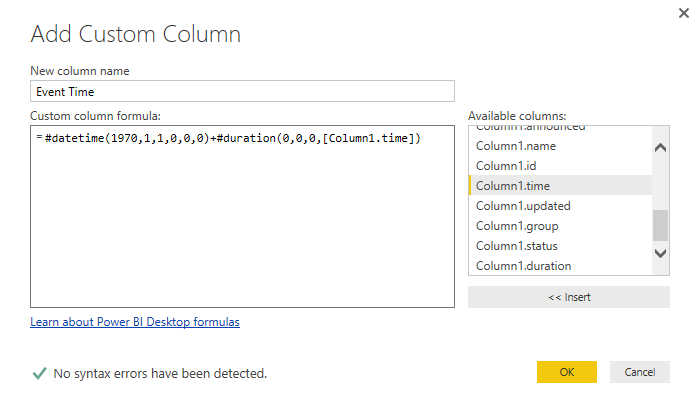 Add Custom Column
New column name
Event Time
Custom column formula:
= #datetime(1970,1,1,0,0,0)+#duration(0,0,0,[Column1.time])
Available columns:
Column1.announced
Column1.name
Column1.id
Column1.time
Column1.updated
Column1.group
Column1.status
Column1.duration
<< Insert
Learn about Power BI Desktop formulas
No syntax errors have been detected.
OK
Cancel